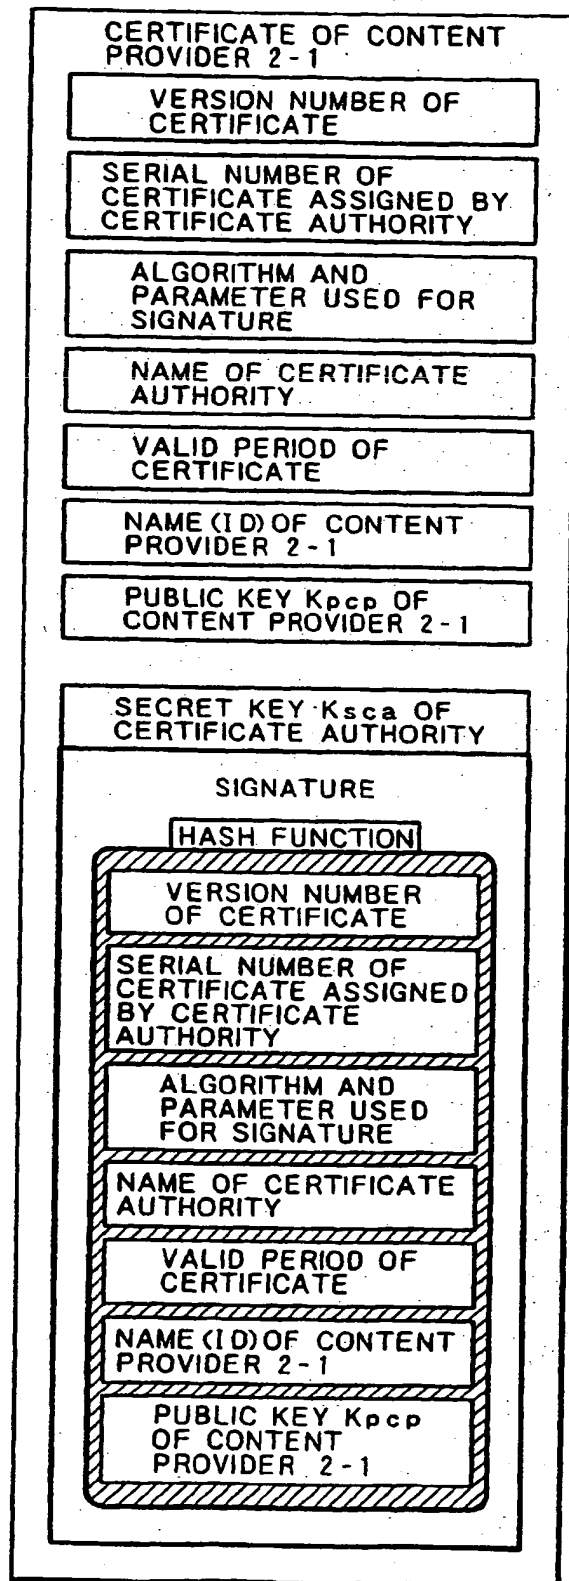 CERTIFICATE OF CONTENT
PROVIDER 2-1
VERSION NUMBER OF
CERTIFICATE
SERIAL NUMBER OF
CERTIFICATE ASSIGNED BY
CERTIFICATE AUTHORITY
ALGORITHM AND
PARAMETER USED FOR
SIGNATURE
NAME OF CERTIFICATE
AUTHORITY
VALID PERIOD OF
CERTIFICATE
NAME (ID) OF CONTENT
PROVIDER 2-1
PUBLIC KEY Kpcp OF
CONTENT PROVIDER 2-1
SECRET KEY Ksca OF
CERTIFICATE AUTHORITY
SIGNATURE
HASH FUNCTION
VERSION NUMBER
OF CERTIFICATE
SERIAL NUMBER OF
CERTIFICATE ASSIGNED
BY CERTIFICATE
AUTHORITY
ALGORITHM AND
PARAMETER USED
FOR SIGNATURE
NAME OF CERTIFICATE
AUTHORITY
VALID PERIOD OF
CERTIFICATE
NAME (ID) OF CONTENT
PROVIDER 2-1
PUBLIC KEY Kpcp
OF CONTENT
PROVIDER 2-1